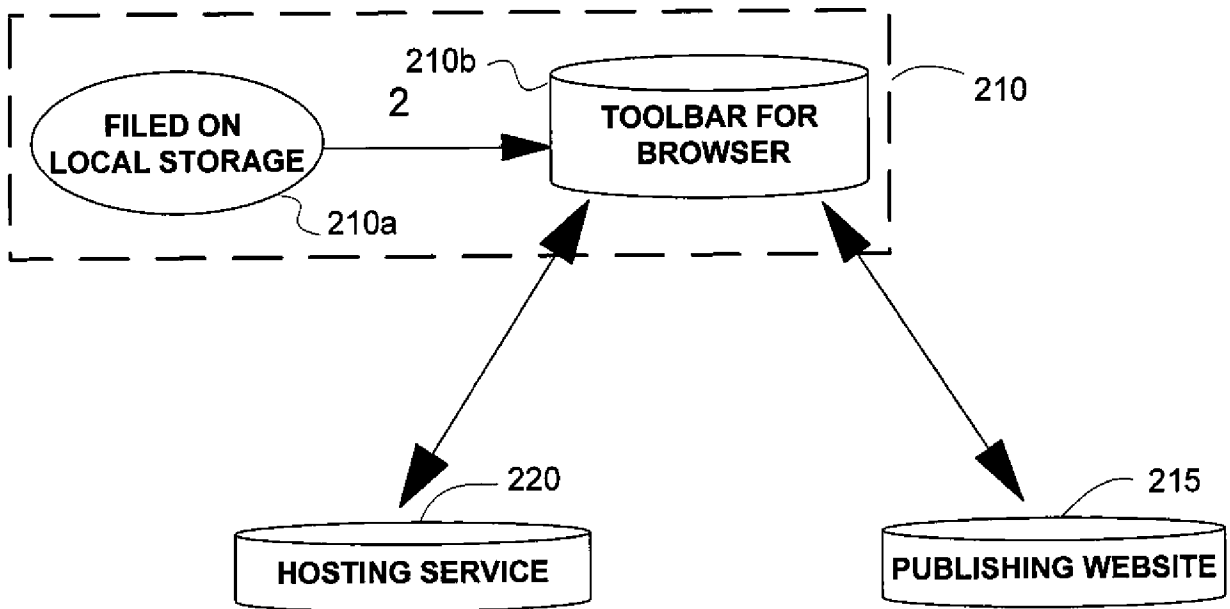 210b
210
2
FILED ON
LOCAL STORAGE
TOOLBAR FOR
BROWSER
210a
220
215
HOSTING SERVICE
PUBLISHING WEBSITE